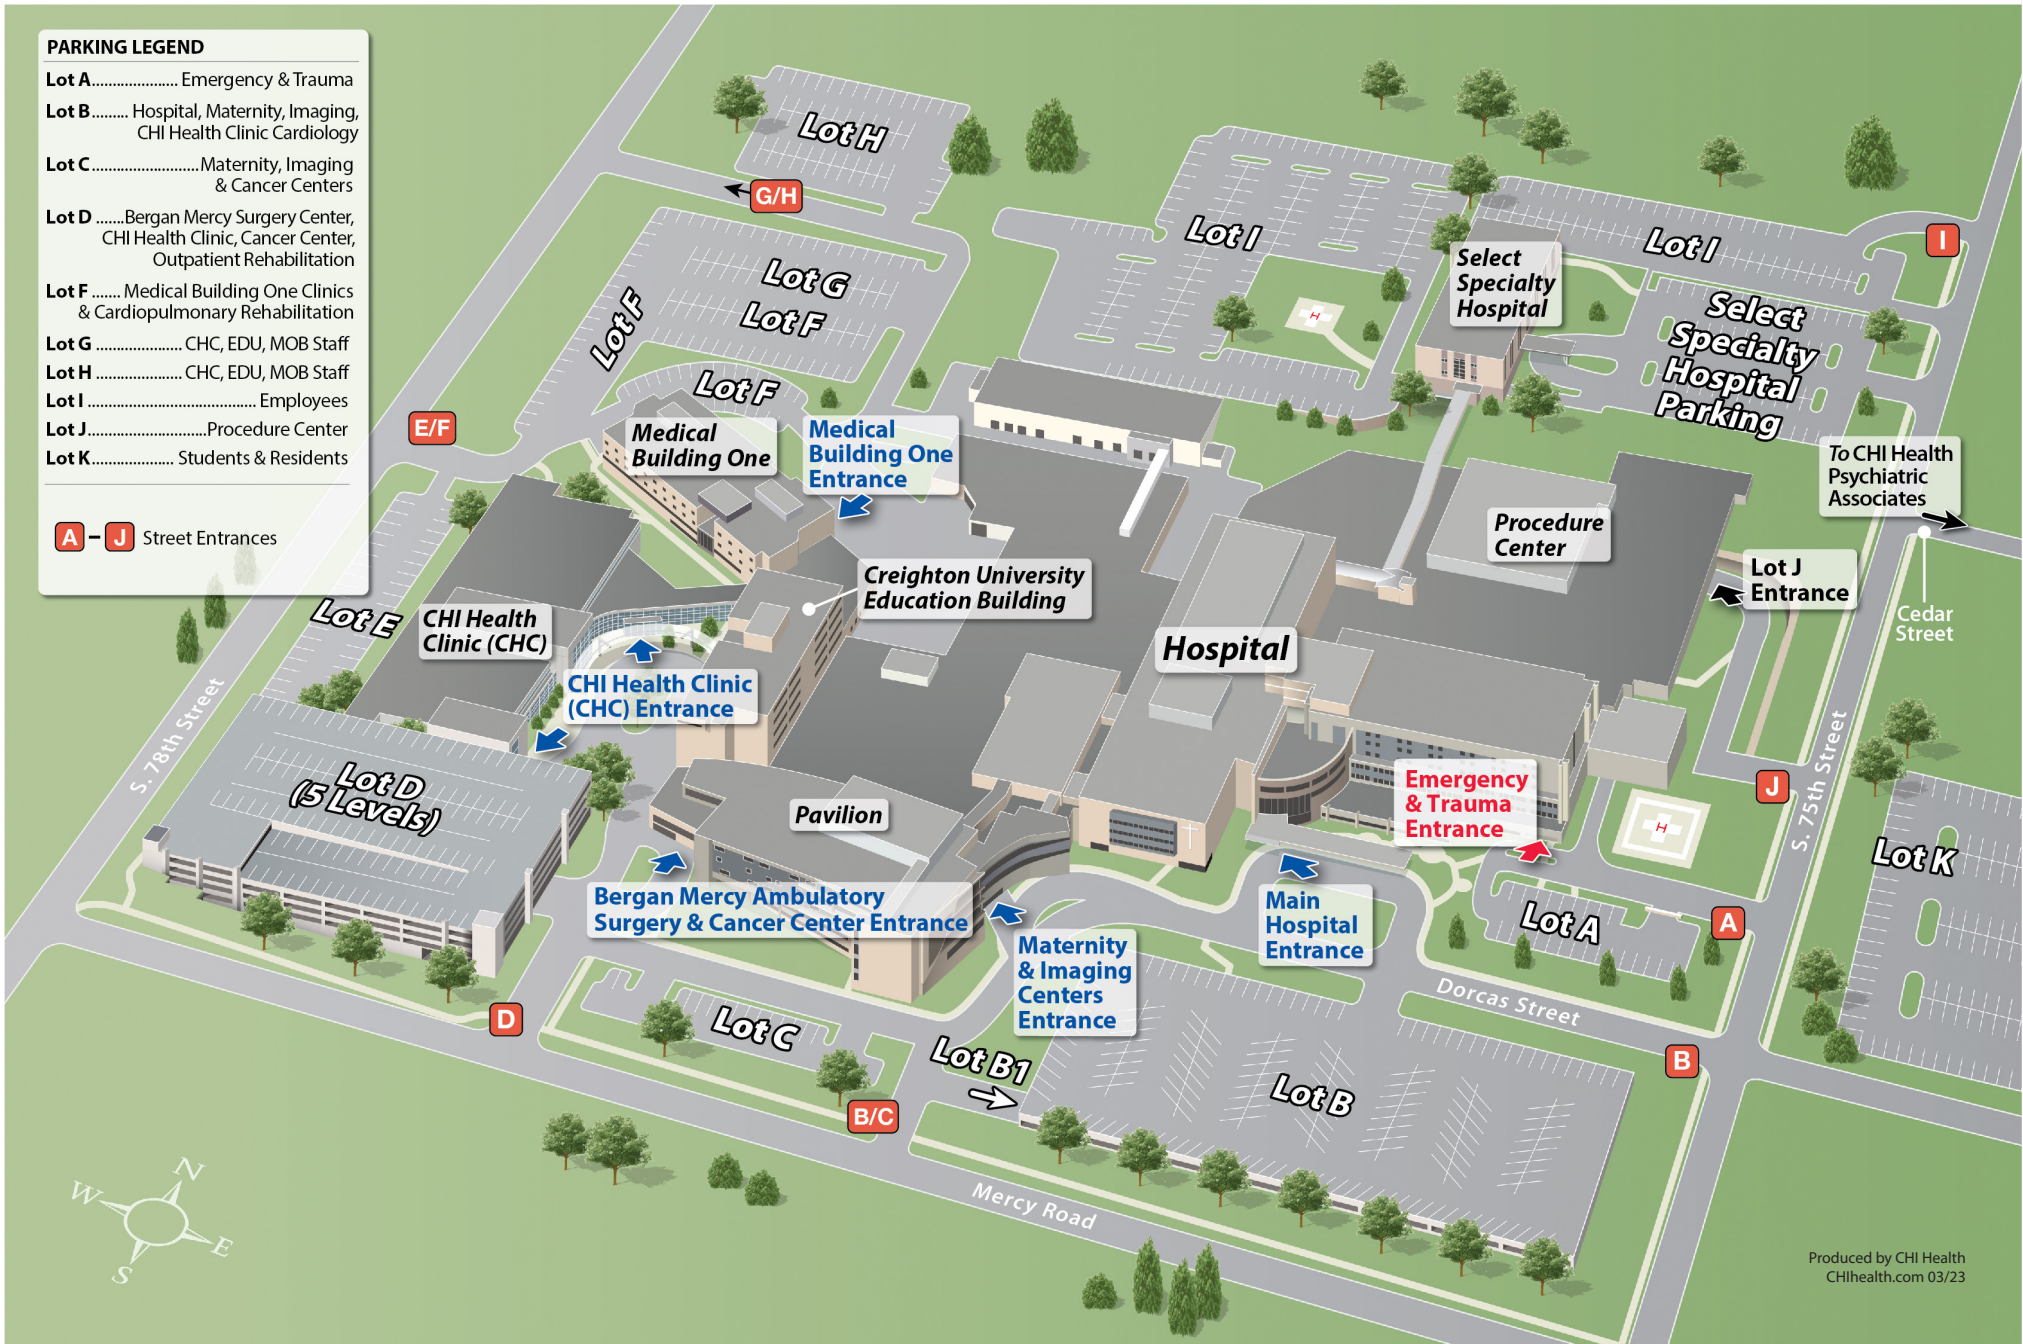 PARKING LEGEND
Lot A..................... Emergency & Trauma
Lot B......... Hospital, Maternity, Imaging,
CHI Health Clinic Cardiology
Lot C..........................Maternity, Imaging
& Cancer Centers
Lot D .......Bergan Mercy Surgery Center,
CHI Health Clinic, Cancer Center,
Outpatient Rehabilitation
Lot F ....... Medical Building One Clinics
& Cardiopulmonary Rehabilitation
Lot G ..................... CHC, EDU, MOB Staff
Lot H ..................... CHC, EDU, MOB Staff
Lot I ......................................... Employees
Lot J.............................Procedure Center
Lot K.................... Students & Residents
A – J Street Entrances
Lot H
G/H
Lot I
Lot I
I
Lot G
Lot F
Lot F
Lot F
Select
Specialty
Hospital
Select
Specialty
Hospital
Parking
E/F
Medical
Building One
Medical
Building One
Entrance
To CHI Health
Psychiatric
Associates
Procedure
Center
Lot J
Entrance
Cedar
Street
Creighton University
Education Building
Lot E
CHI Health
Clinic (CHC)
Hospital
CHI Health Clinic
(CHC) Entrance
S. 78th Street
Lot D
(5 Levels)
Pavilion
Emergency
& Trauma
Entrance
J
S. 75th Street
Lot K
Bergan Mercy Ambulatory
Surgery & Cancer Center Entrance
Main
Hospital
Entrance
Lot A
A
Maternity
& Imaging
Centers
Entrance
Dorcas Street
D
Lot C
Lot B1
Lot B
B
B/C
Mercy Road
N
W
E
S
Produced by CHI Health
CHIhealth.com 03/23
H
H